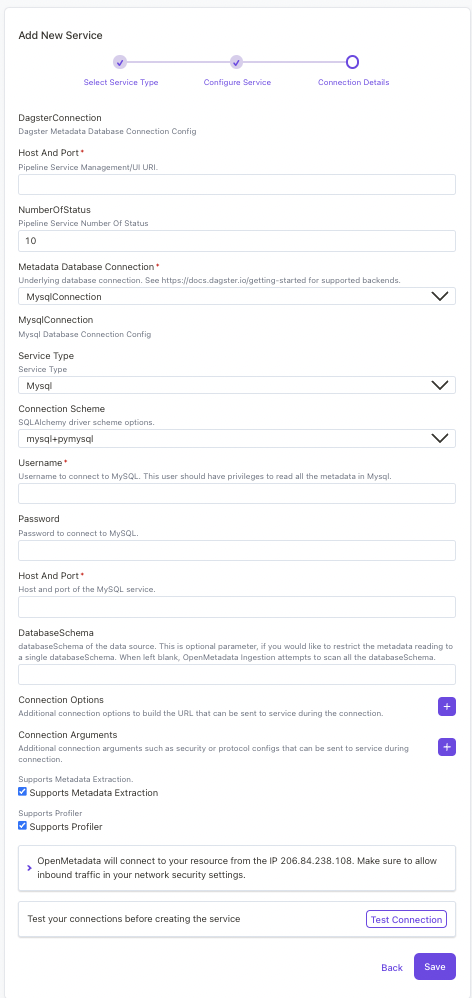 Add New Service
Select Service Type
Configure Service
Connection Details
DagsterConnection
Dagster Metadata Database Connection Config
Host And Port*
Pipeline Service Management/UI URI.
NumberOfStatus
Pipeline Service Number Of Status
10
Metadata Database Connection*
Underlying database connection. See https://docs.dagster.io/getting-started for supported backends.
MysqlConnection
MysqlConnection
Mysql Database Connection Config
Service Type
Service Type
Mysql
Connection Scheme
SQLAlchemy driver scheme options.
mysql+pymysql
Username*
Username to connect to MySQL. This user should have privileges to read all the metadata in Mysql.
Password
Password to connect to MySQL.
Host And Port*
Host and port of the MySQL service.
DatabaseSchema
databaseSchema of the data source. This is optional parameter, if you would like to restrict the metadata reading to
a single databaseSchema. When left blank, OpenMetadata Ingestion attempts to scan all the databaseSchema.
Connection Options
Additional connection options to build the URL that can be sent to service during the connection.
+
Connection Arguments
Additional connection arguments such as security or protocol configs that can be sent to service during
connection.
+
Supports Metadata Extraction.
Supports Metadata Extraction
Supports Profiler
Supports Profiler
OpenMetadata will connect to your resource from the IP 206.84.238.108. Make sure to allow
inbound traffic in your network security settings.
Test your connections before creating the service
Test Connection
Back
Save